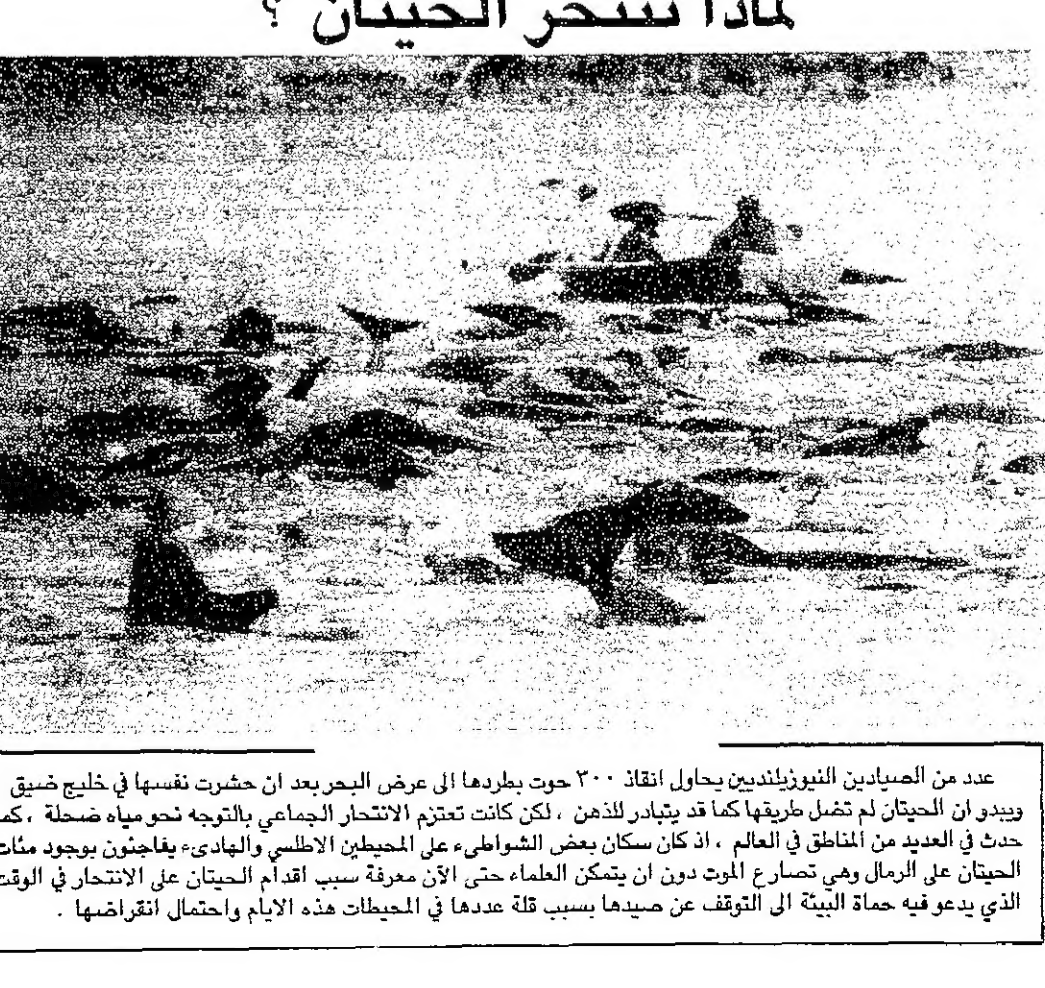 لماذا تنتحر الحيتان ؟
عدد من الصيادين النيوزيلنديين يحاول انقاذ ٣٠٠ حوت بطردها الى عرض البحر بعد ان حشرت نفسها في خليج ضيق
ويبدو ان الحيتان لم تضل طريقها كما قد يتبادر للذهن ، لكن كانت تعتزم الانتحار الجماعي بالتوجه نحو مياه ضحلة ، كما
حدث في العديد من المناطق في العالم ، اذ كان سكان بعض الشواطىء على المحيطين الاطلسي والهادىء يفاجئون بوجود مئات
الحيتان على الرمال وهي تصارع الموت دون ان يتمكن العلماء حتى الآن معرفة سبب اقدام الحيتان على الانتحار في الوقت
الذي يدعو فيه حماة البيئة الى التوقف عن صيدها بسبب قلة عددها في المحيطات هذه الايام واحتمال انقراضها .